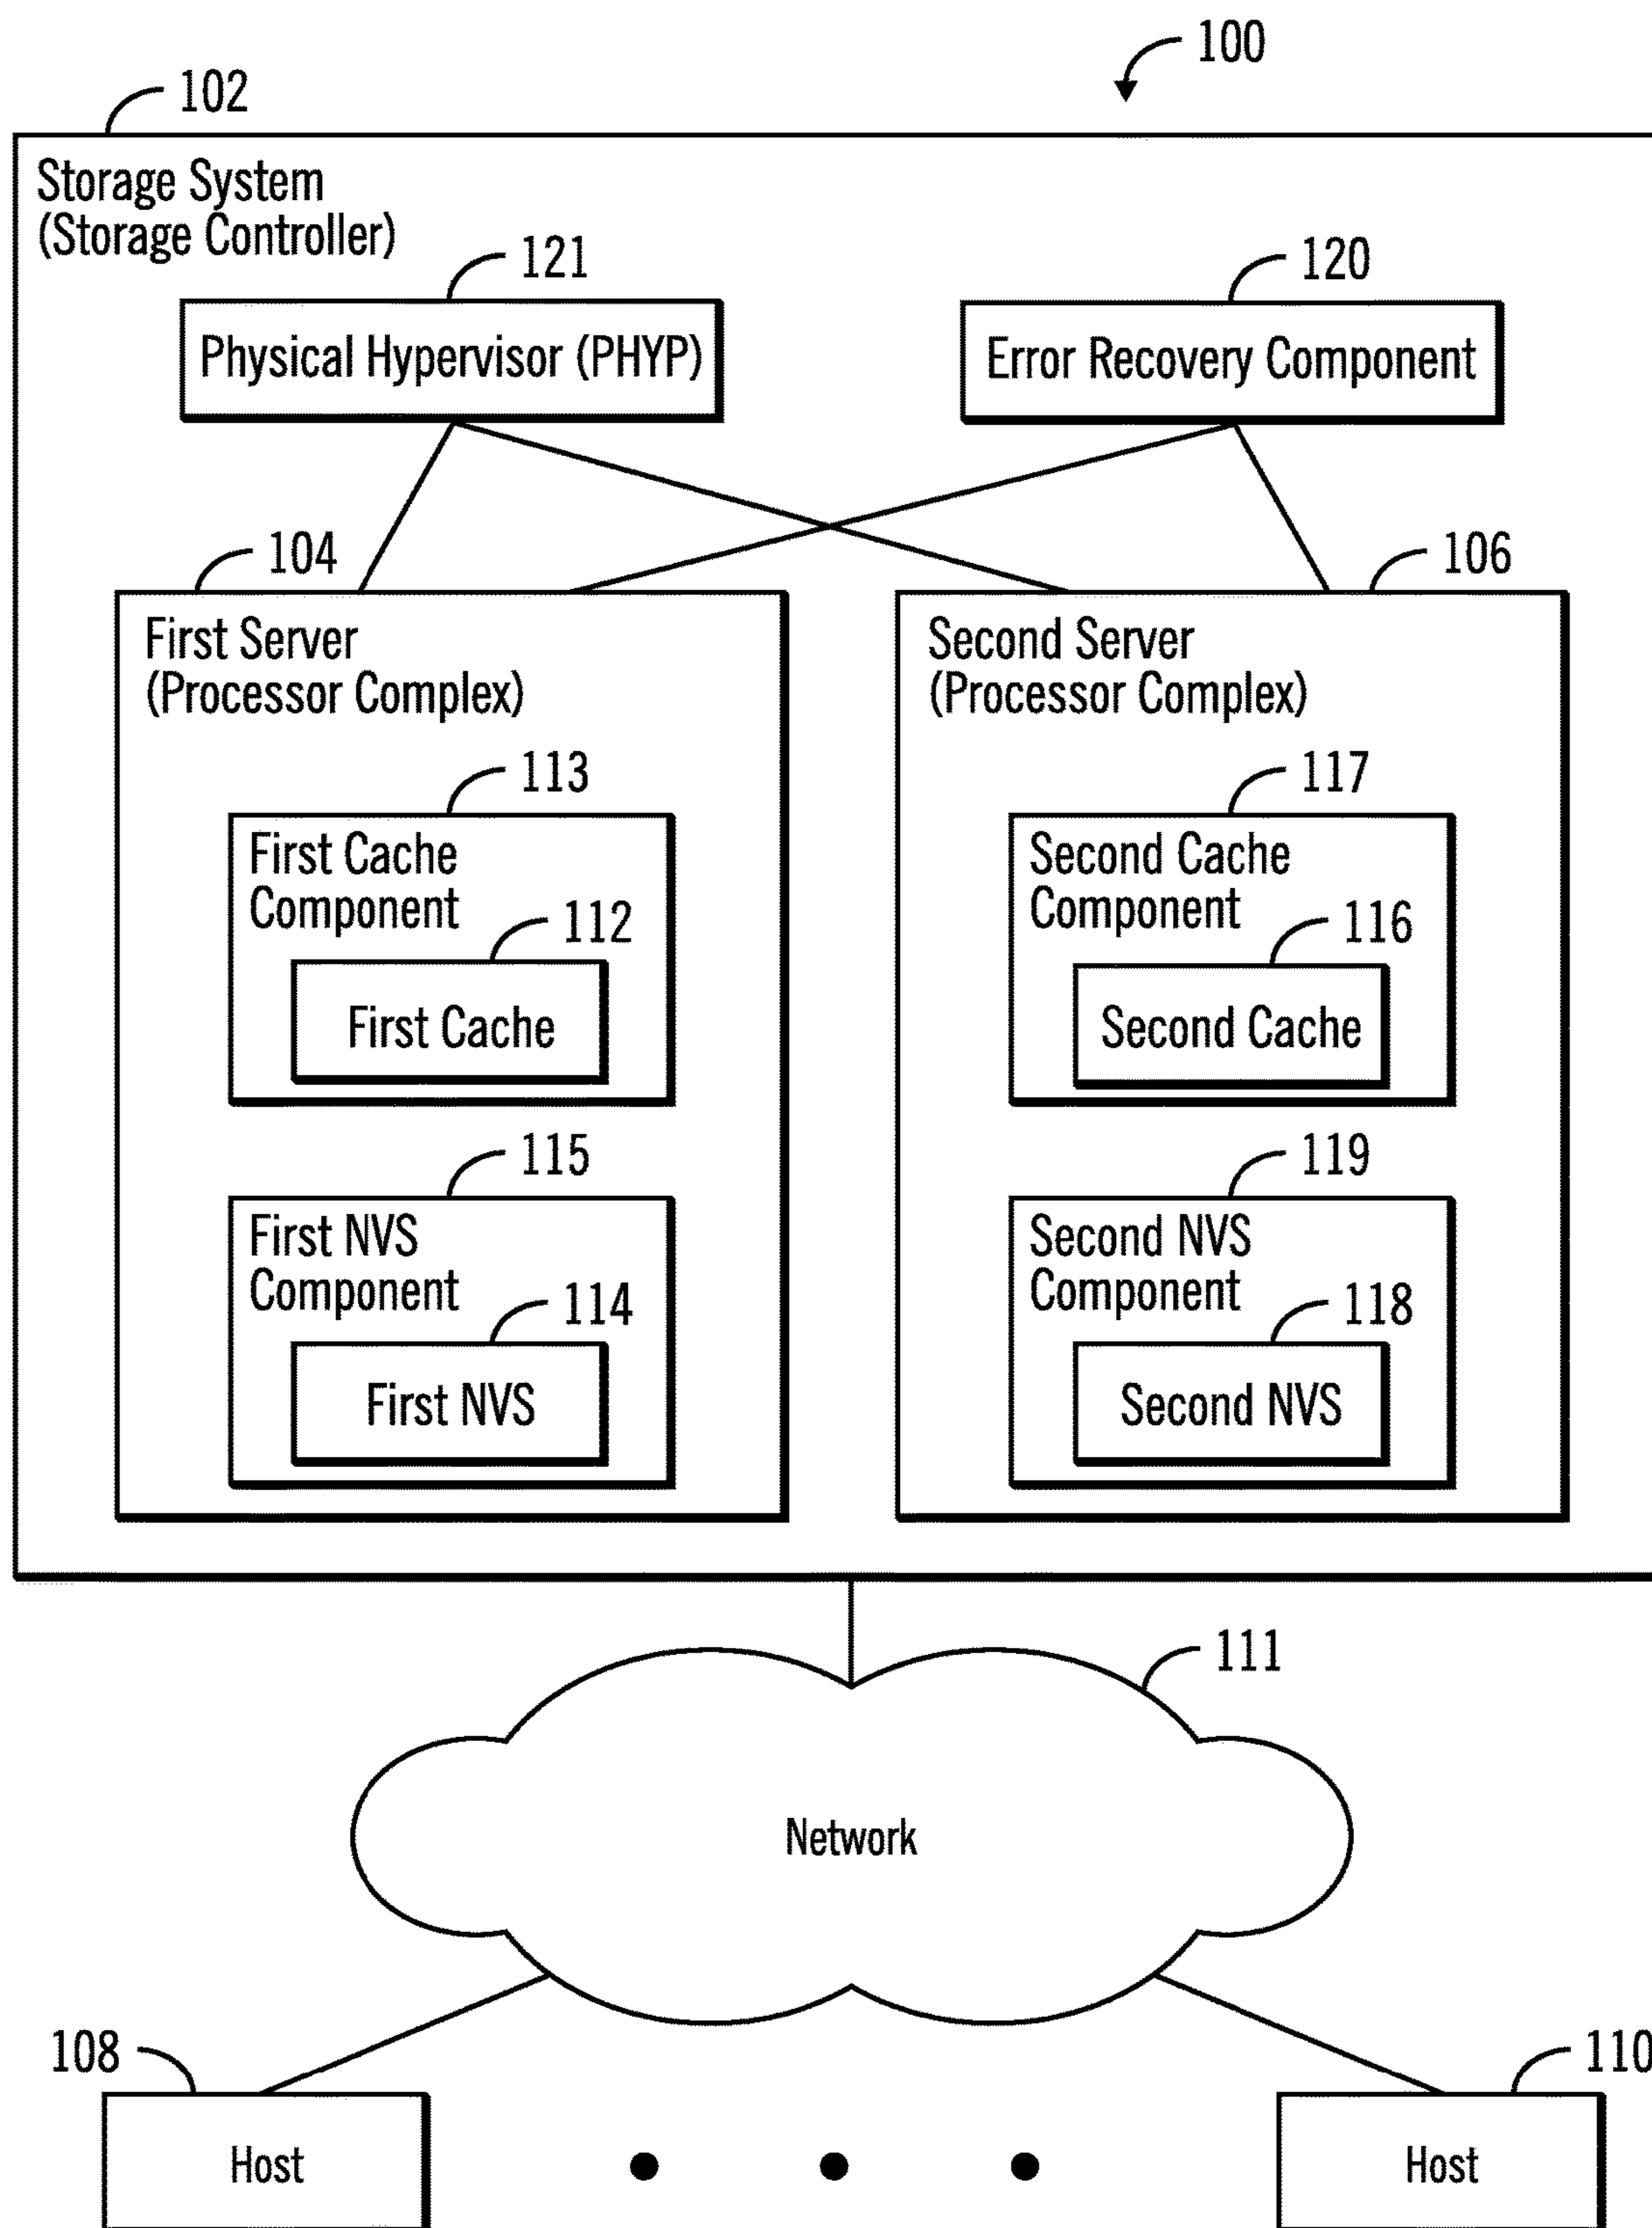 100
102
Storage System
(Storage Controller)
121
120
Physical Hypervisor (PHYP)
Error Recovery Component
104
106
First Server
(Processor Complex)
Second Server
(Processor Complex)
113
117
First Cache
Component
Second Cache
Component
112
116
First Cache
Second Cache
115
119
First NVS
Component
Second NVS
Component
114
118
First NVS
Second NVS
111
Network
108
110
Host
Host